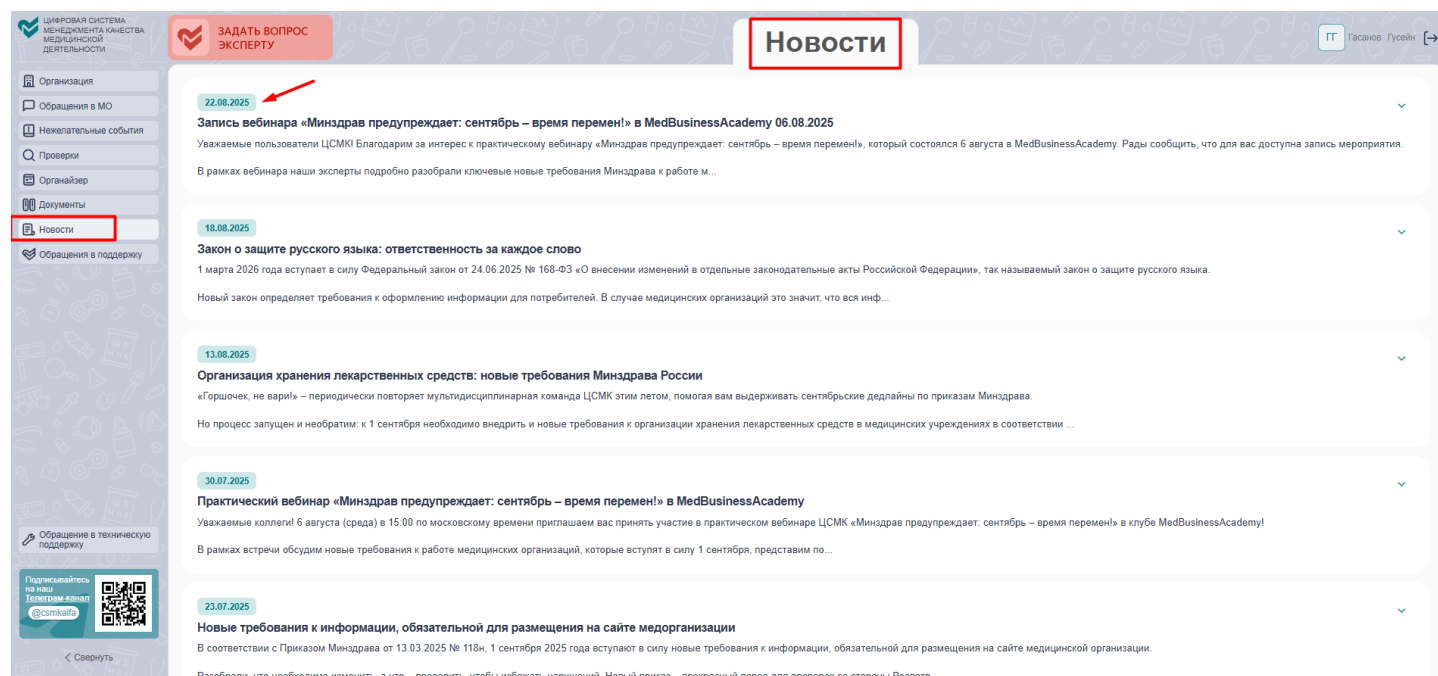 ЦИФРОВАЯ СИСТЕМА
МЕНЕДЖМЕНТА КАЧЕСТВА
МЕДИЦИНСКОЙ
ДЕЯТЕЛЬНОСТИ
ЗАДАТЬ ВОПРОС
ЭКСПЕРТУ
Новости
ГГ
Гасанов Гусейн
Организация
Обращения в МО
Нежелательные события
Проверки
Органайзер
Документы
Новости
Обращения в поддержку
Обращение в техническую
поддержку
Подписывайтесь
на наш
Телеграм-канал
@csmkalfa
Свернуть
22.08.2025
Запись вебинара «Минздрав предупреждает: сентябрь – время перемен!» в MedBusinessAcademy 06.08.2025
Уважаемые пользователи ЦСМК! Благодарим за интерес к практическому вебинару «Минздрав предупреждает: сентябрь – время перемен!», который состоялся 6 августа в MedBusinessAcademy. Рады сообщить, что для вас доступна запись мероприятия.
В рамках вебинара наши эксперты подробно разобрали ключевые новые требования Минздрава к работе м...
18.08.2025
Закон о защите русского языка: ответственность за каждое слово
1 марта 2026 года вступает в силу Федеральный закон от 24.06.2025 № 168-ФЗ «О внесении изменений в отдельные законодательные акты Российской Федерации», так называемый закон о защите русского языка.
Новый закон определяет требования к оформлению информации для потребителей. В случае медицинских организаций это значит, что вся инф...
13.08.2025
Организация хранения лекарственных средств: новые требования Минздрава России
«Горшочек, не вари!» – периодически повторяет мультидисциплинарная команда ЦСМК этим летом, помогая вам выдерживать сентябрьские дедлайны по приказам Минздрава.
Но процесс запущен и необратим: к 1 сентября необходимо внедрить и новые требования к организации хранения лекарственных средств в медицинских учреждениях в соответствии ...
30.07.2025
Практический вебинар «Минздрав предупреждает: сентябрь – время перемен!» в MedBusinessAcademy
Уважаемые коллеги! 6 августа (среда) в 15:00 по московскому времени приглашаем вас принять участие в практическом вебинаре ЦСМК «Минздрав предупреждает: сентябрь – время перемен!» в клубе MedBusinessAcademy!
В рамках встречи обсудим новые требования к работе медицинских организаций, которые вступят в силу 1 сентября, представим по...
23.07.2025
Новые требования к информации, обязательной для размещения на сайте медорганизации
В соответствии с Приказом Минздрава от 13.03.2025 № 118н, 1 сентября 2025 года вступают в силу новые требования к информации, обязательной для размещения на сайте медицинской организации.